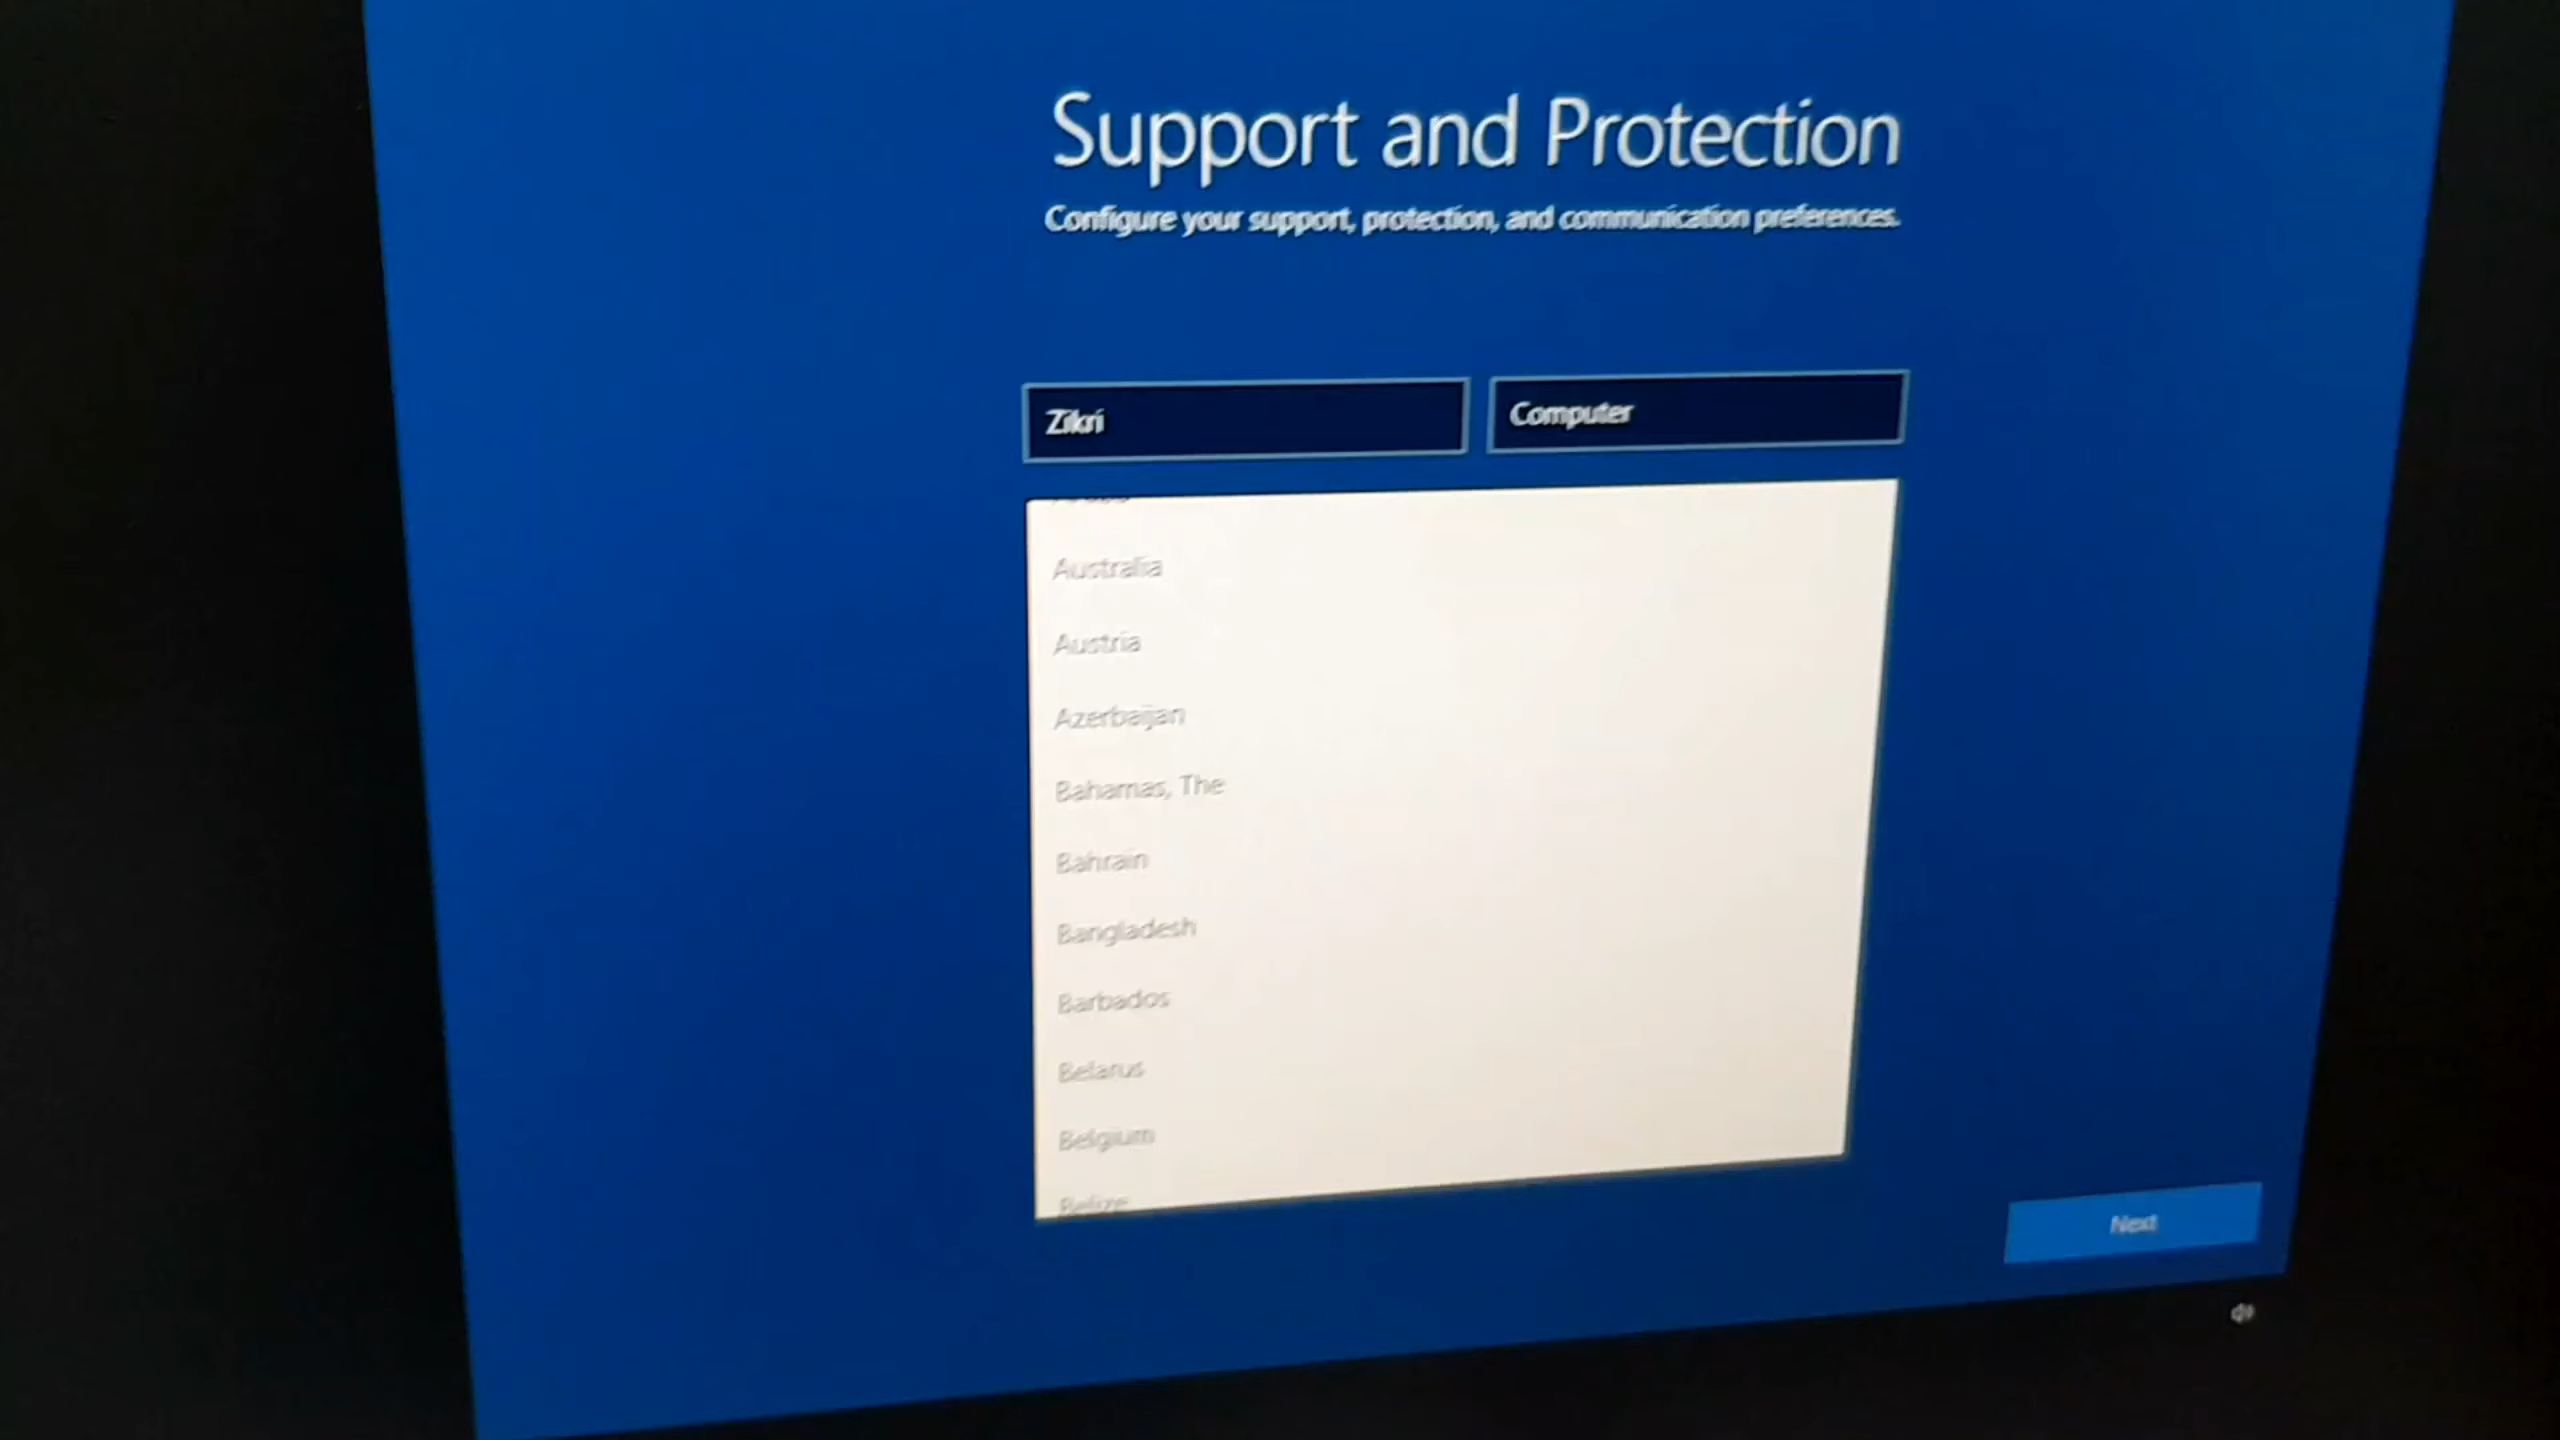 Support and Protection
Configure your support, protection, and communication preferences.
Zikri
Computer
Australia
Austria
Azerbaijan
Bahamas, The
Bahrain
Bangladesh
Barbados
Belarus
Belgium
Belize
Next